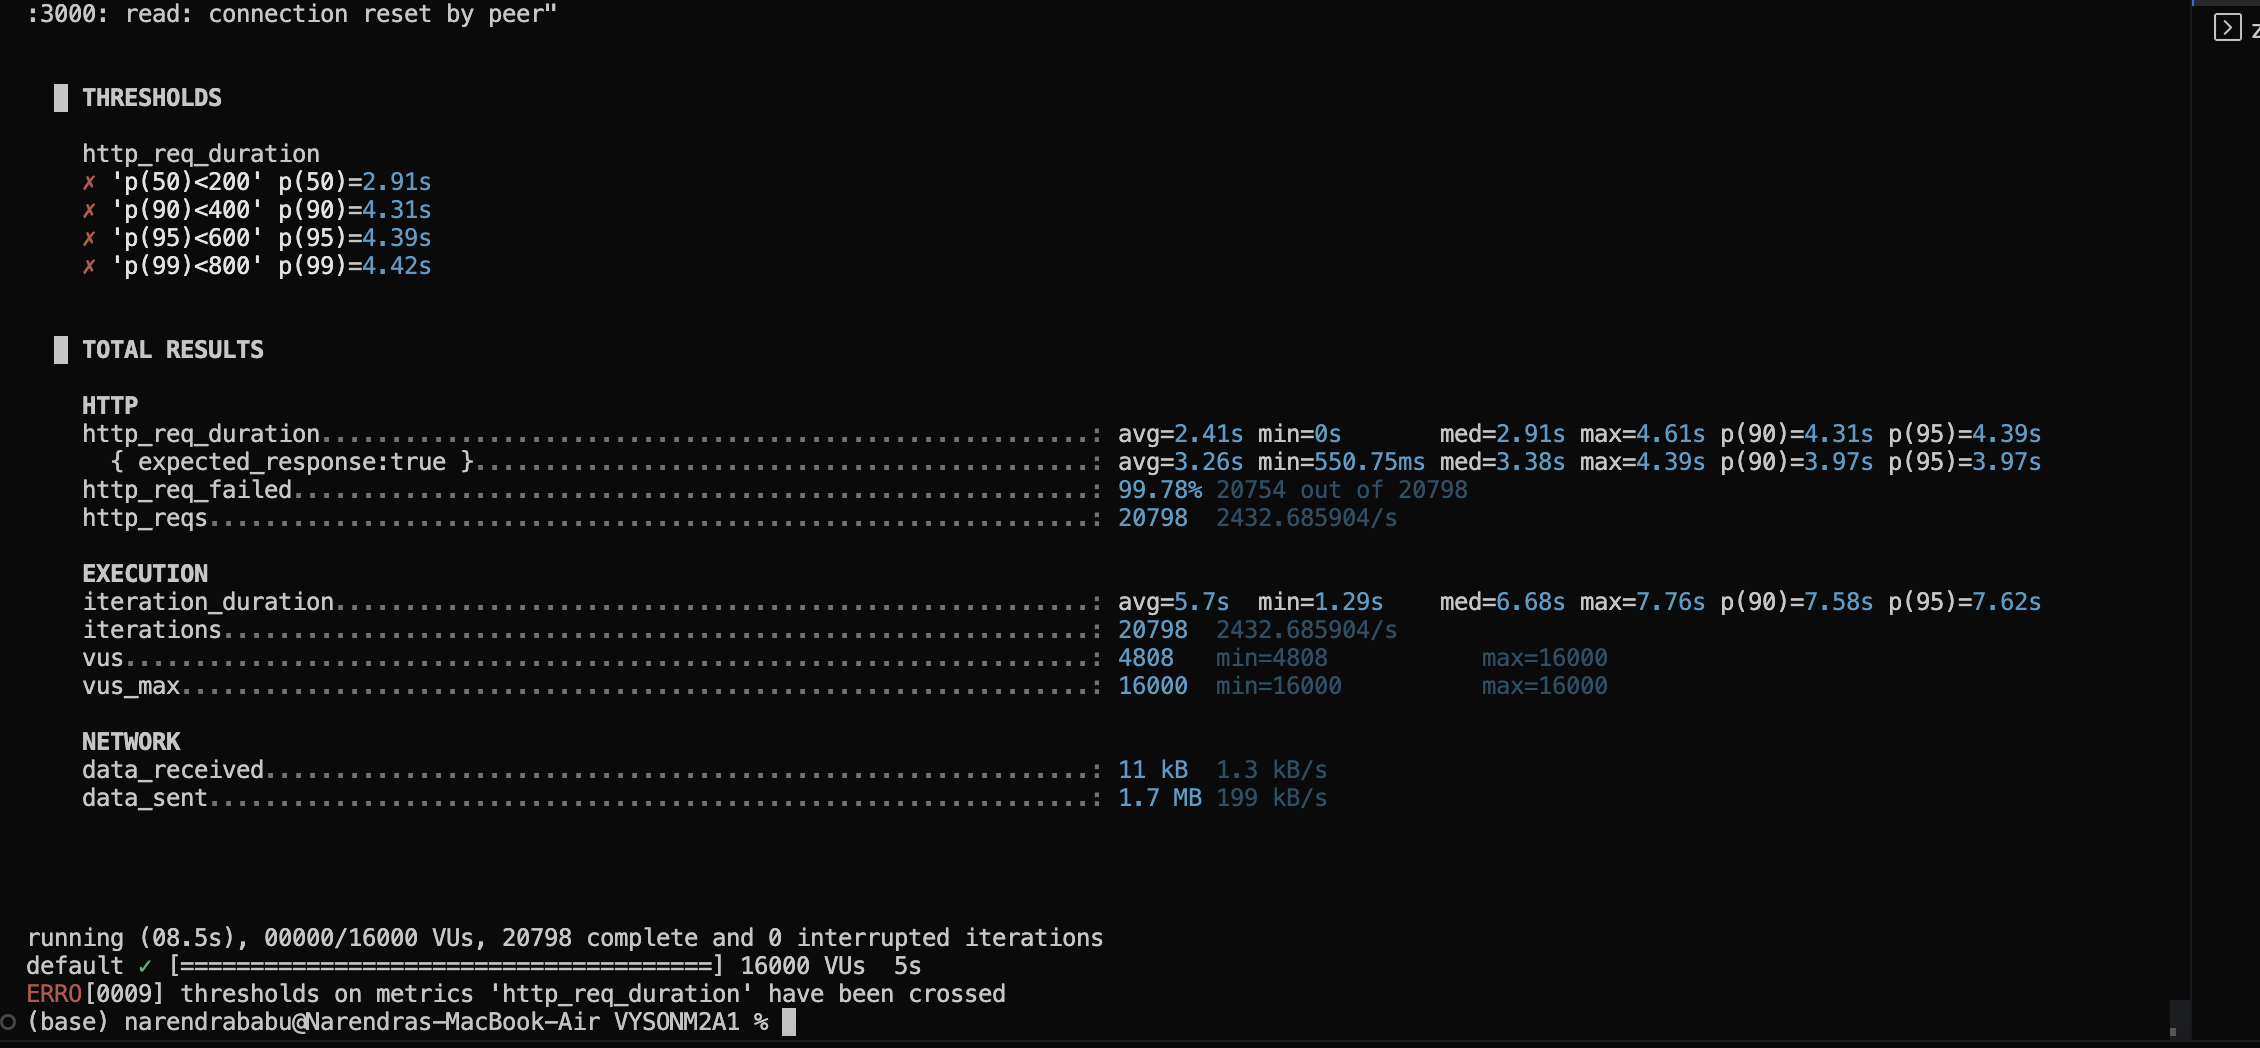 :3000: read: connection reset by peer"
THRESHOLDS
http_req_duration
✗ 'p(50)<200' p(50)=2.91s
✗ 'p(90)<400' p(90)=4.31s
✗ 'p(95)<600' p(95)=4.39s
✗ 'p(99)<800' p(99)=4.42s
TOTAL RESULTS
HTTP
http_req_duration.......................................................: avg=2.41s min=0s       med=2.91s max=4.61s p(90)=4.31s p(95)=4.39s
{ expected_response:true }............................................: avg=3.26s min=550.75ms med=3.38s max=4.39s p(90)=3.97s p(95)=3.97s
http_req_failed.........................................................: 99.78% 20754 out of 20798
http_reqs...............................................................: 20798  2432.685904/s
EXECUTION
iteration_duration......................................................: avg=5.7s  min=1.29s    med=6.68s max=7.76s p(90)=7.58s p(95)=7.62s
iterations..............................................................: 20798  2432.685904/s
vus.....................................................................: 4808   min=4808           max=16000
vus_max.................................................................: 16000  min=16000          max=16000
NETWORK
data_received...........................................................: 11 kB  1.3 kB/s
data_sent...............................................................: 1.7 MB 199 kB/s
running (08.5s), 00000/16000 VUs, 20798 complete and 0 interrupted iterations
default ✓ [======================================] 16000 VUs  5s
ERRO[0009] thresholds on metrics 'http_req_duration' have been crossed
(base) narendrababu@Narendras-MacBook-Air VYSONM2A1 %